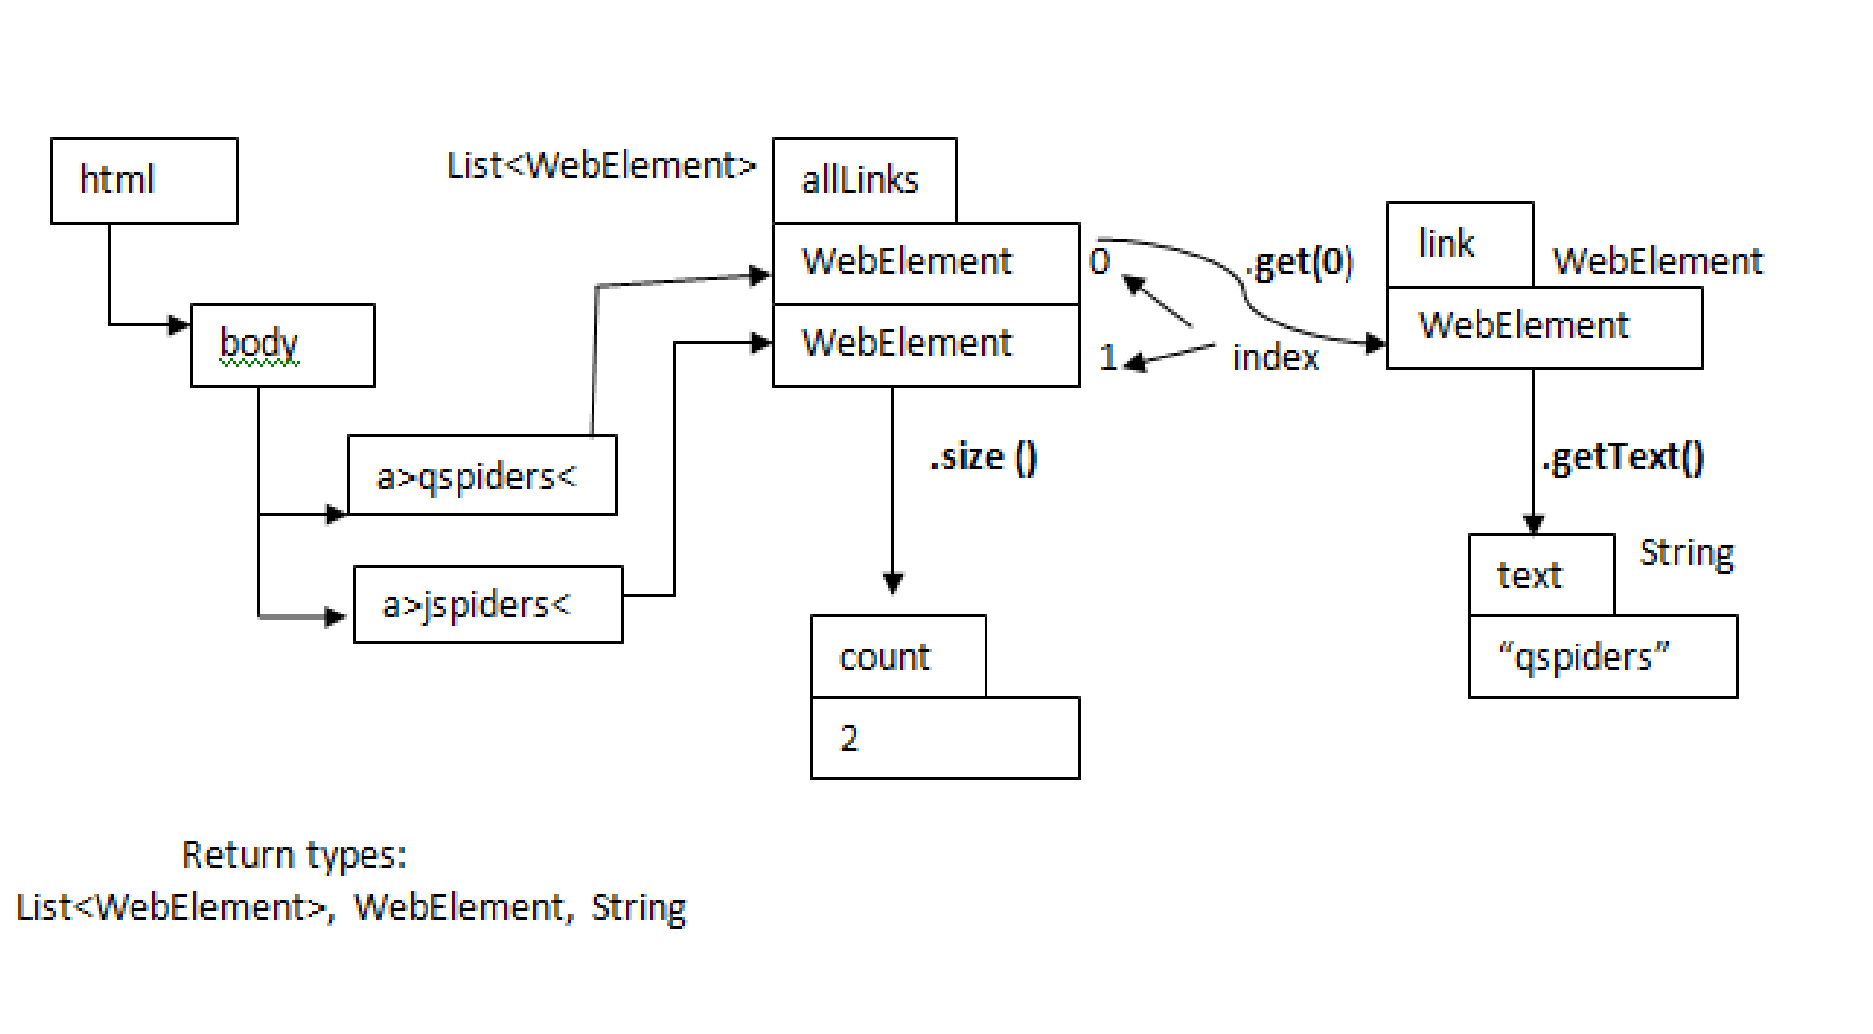 html
List<WebElement>
allLinks
link
WebElement
0
.get(0)
WebElement
body
WebElement
1
index
WebElement
a>qspiders<
.size ()
.getText()
a>jspiders<
text
String
count
“qspiders”
2
Return types:
List<WebElement>, WebElement, String